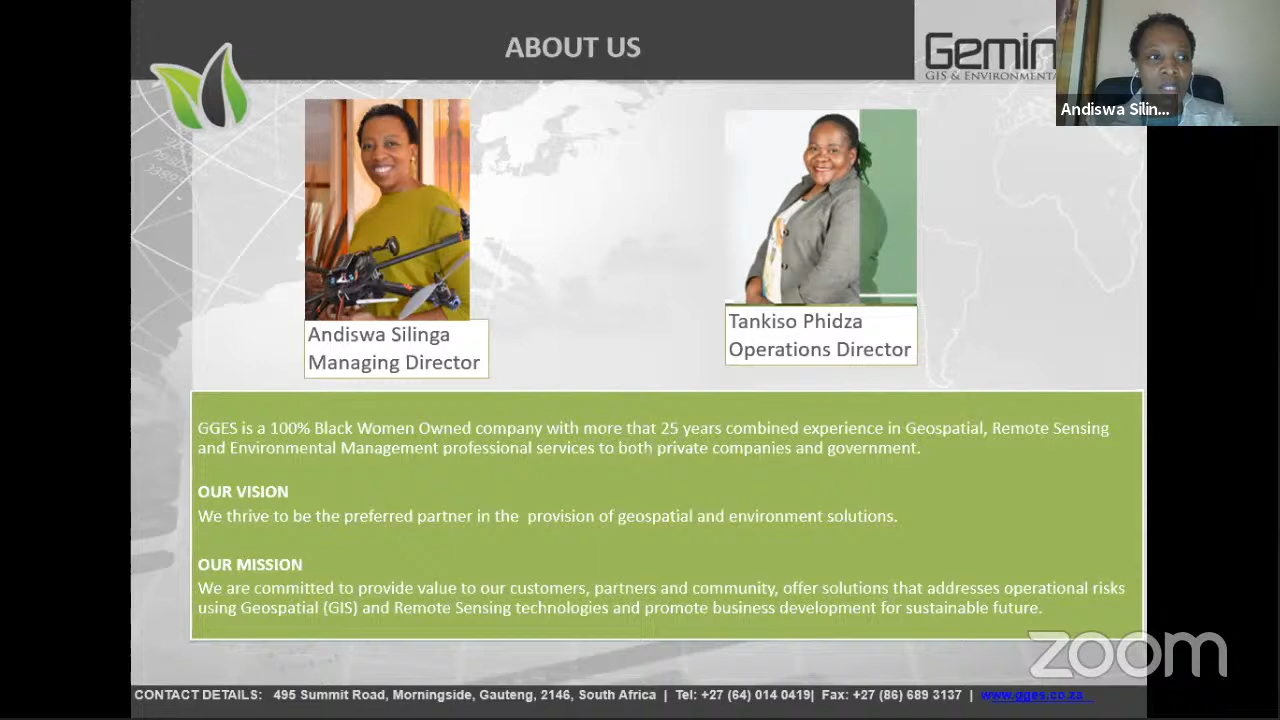 ABOUT US
Gemin
GIS & ENVIRONMENTA
Andiswa Silin...
Andiswa Silinga
Managing Director
Tankiso Phidza
Operations Director
GGES is a 100% Black Women Owned company with more that 25 years combined experience in Geospatial, Remote Sensing
and Environmental Management professional services to both private companies and government.
OUR VISION
We thrive to be the preferred partner in the provision of geospatial and environment solutions.
OUR MISSION
We are committed to provide value to our customers, partners and community, offer solutions that addresses operational risks
using Geospatial (GIS) and Remote Sensing technologies and promote business development for sustainable future.
zoom
CONTACT DETAILS: 495 Summit Road, Morningside, Gauteng, 2146, South Africa | Tel: +27 (64) 014 0419| Fax: +27 (86) 689 3137 | www.gges.co.za